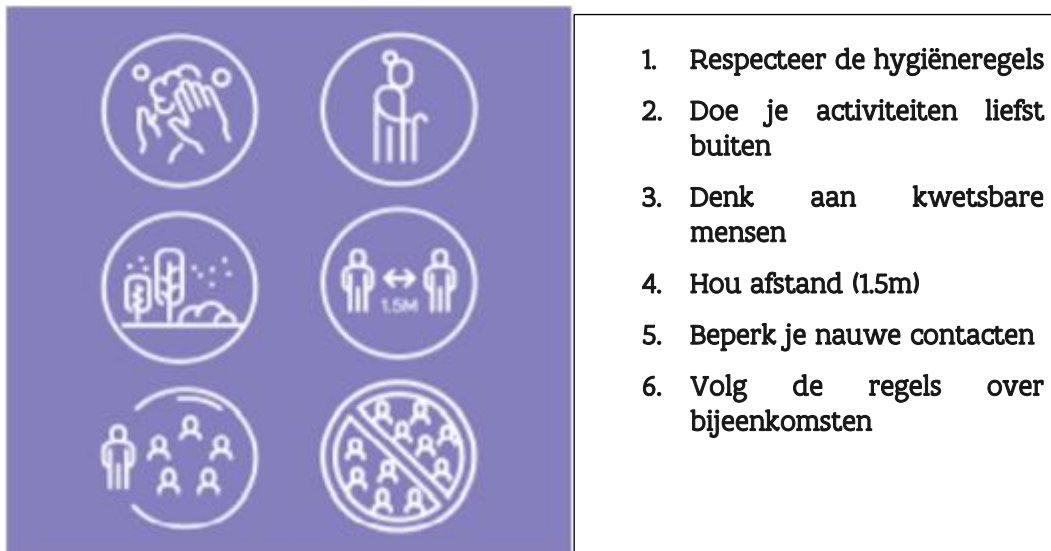 1.5M
1. Respecteer de hygiëneregels
2. Doe je activiteiten liefst
buiten
3. Denk aan kwetsbare
mensen
4. Hou afstand (1.5m)
5. Beperk je nauwe contacten
6. Volg de regels over
bijeenkomsten